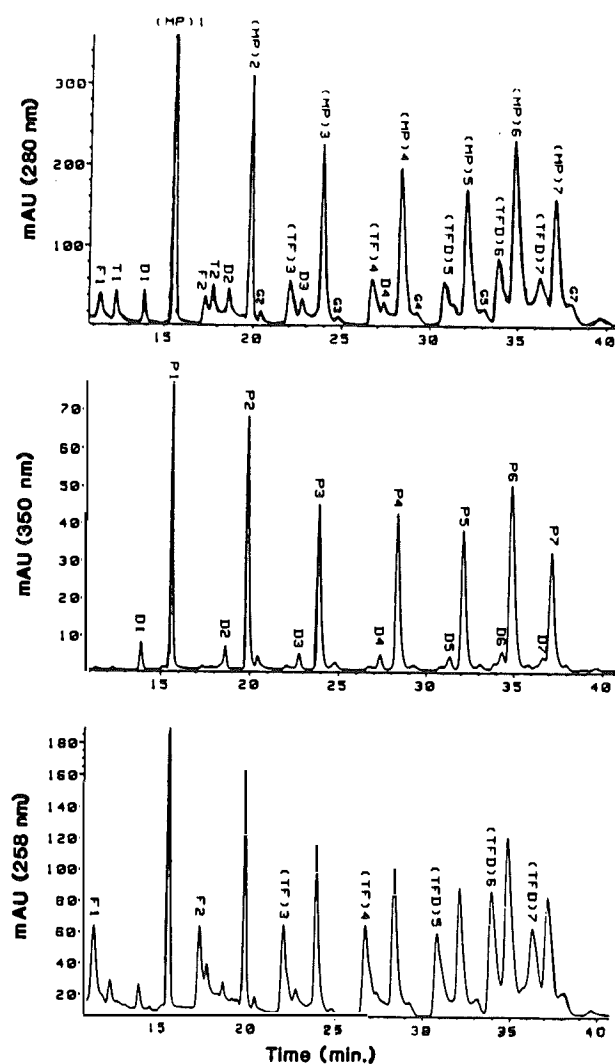 (MP)1
(MP)2
(MP)3
(MP)4
(MP)5
(MP)6
(MP)7
F1
T1
D1
F2
T2
D2
G2
(TF)3
D3
G3
(TF)4
D4
G4
(TFD)5
G5
(TFD)6
(TFD)7
G7
mAU (280 nm)
300
200
100
15
20
25
30
35
40
P1
P2
P3
P4
P5
P6
P7
D1
D2
D3
D4
D5
D6
D7
mAU (350 nm)
70
60
50
40
30
20
10
15
20
25
30
35
40
F1
F2
(TF)3
(TF)4
(TFD)5
(TFD)6
(TFD)7
mAU (258 nm)
180
160
140
120
100
80
60
40
20
15
20
25
30
35
40
Time (min.)